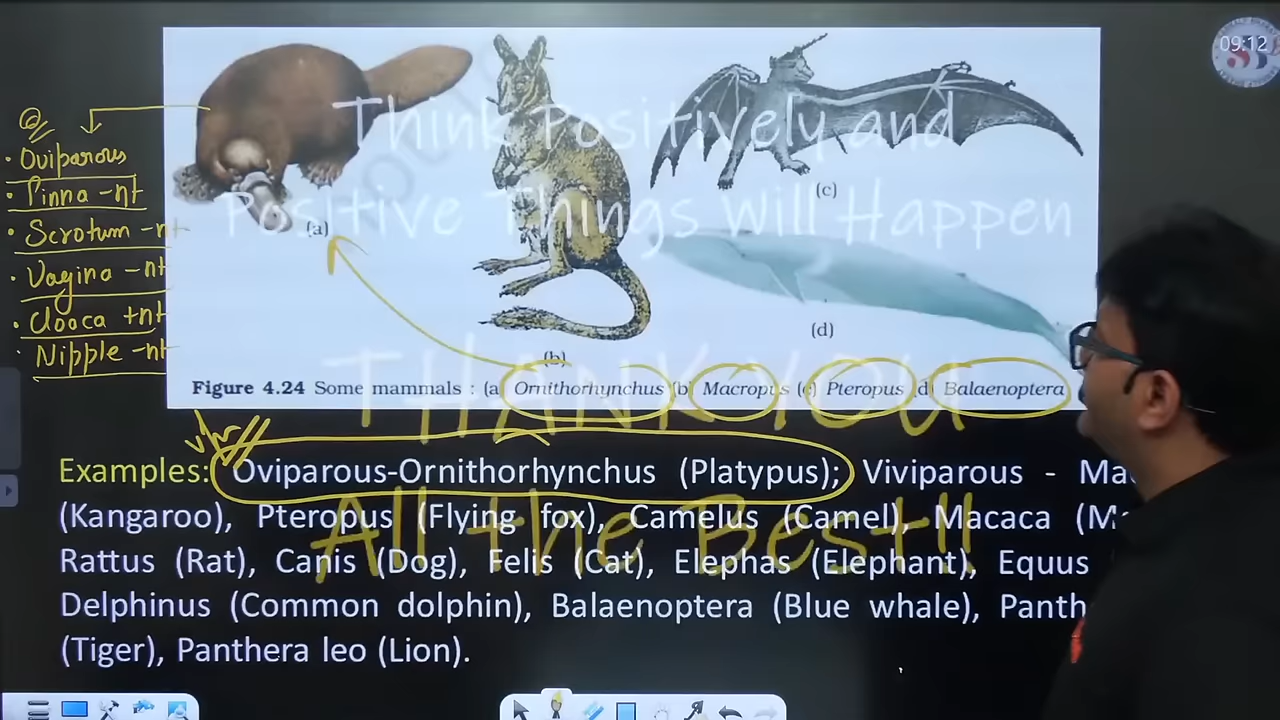 09:12
Think Positively and
Positive Things will Happen
Oviparous
Pinna -nt
Scrotum -nt
Vagina -nt
Cloaca +nt
Nipple -nt
(a)
(b)
(c)
(d)
THANK YOU
Figure 4.24 Some mammals : (a) Ornithorhynchus (b) Macropus (c) Pteropus (d) Balaenoptera
Examples: Oviparous-Ornithorhynchus (Platypus); Viviparous -
(Kangaroo), Pteropus (Flying fox), Camelus (Camel), Macaca
Rattus (Rat), Canis (Dog), Felis (Cat), Elephas (Elephant), Equus
Delphinus (Common dolphin), Balaenoptera (Blue whale),
(Tiger), Panthera leo (Lion).
All the Best!!